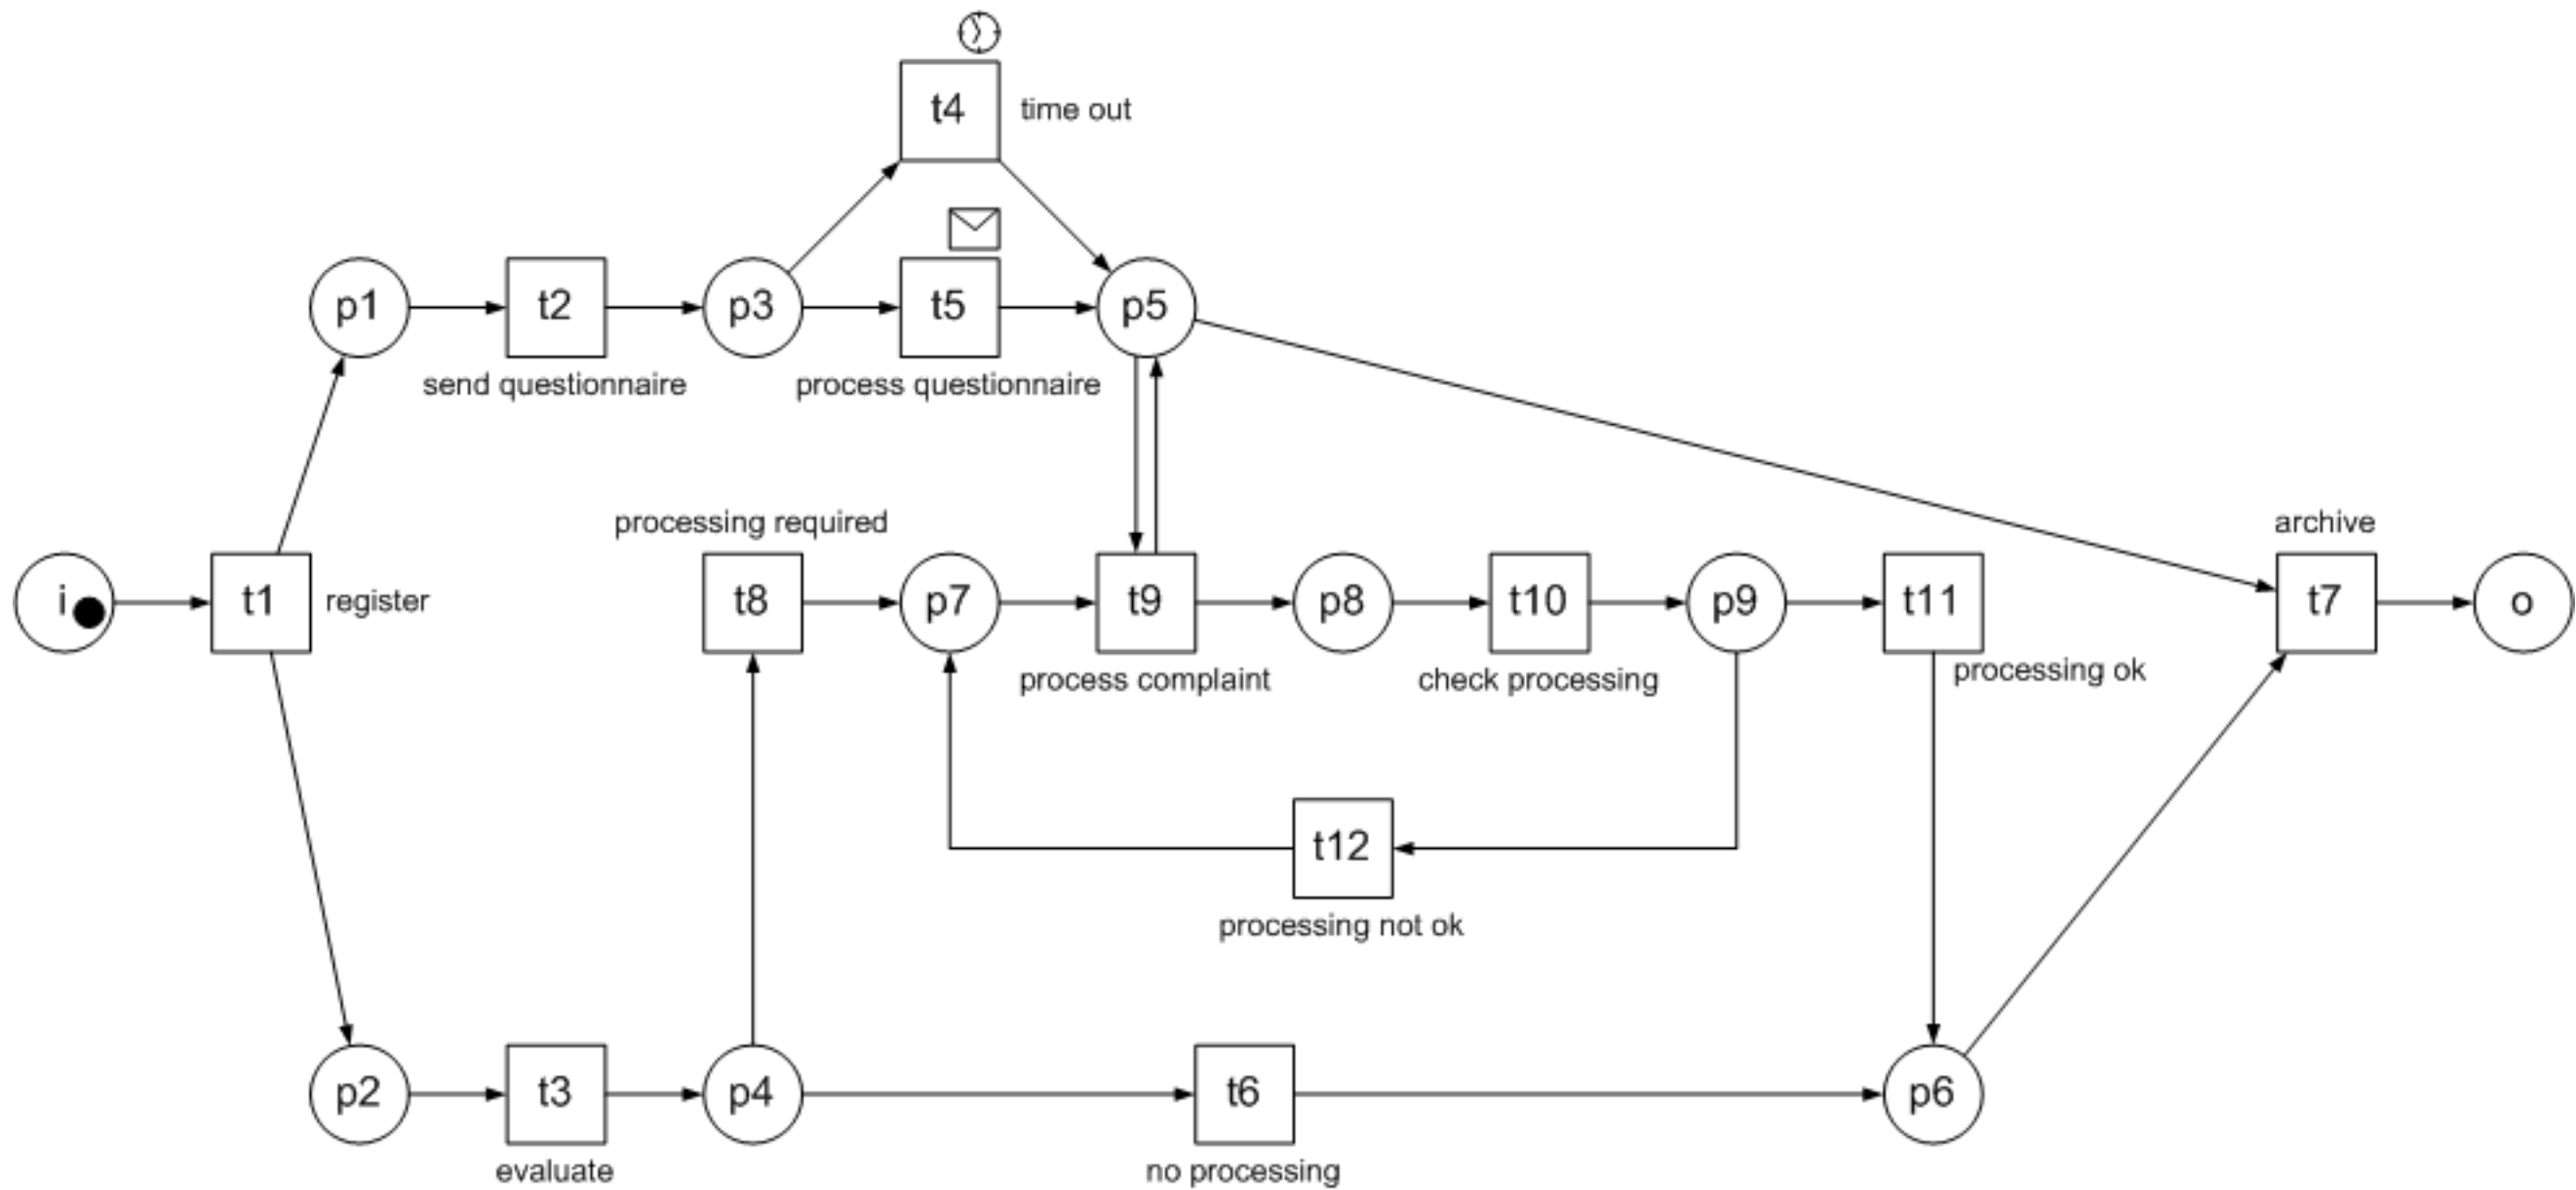 t4
time out
p1
t2
p3
t5
p5
send questionnaire
process questionnaire
processing required
archive
i
t1
register
t8
p7
t9
p8
t10
p9
t11
t7
o
process complaint
check processing
processing ok
t12
processing not ok
p2
t3
p4
t6
p6
evaluate
no processing